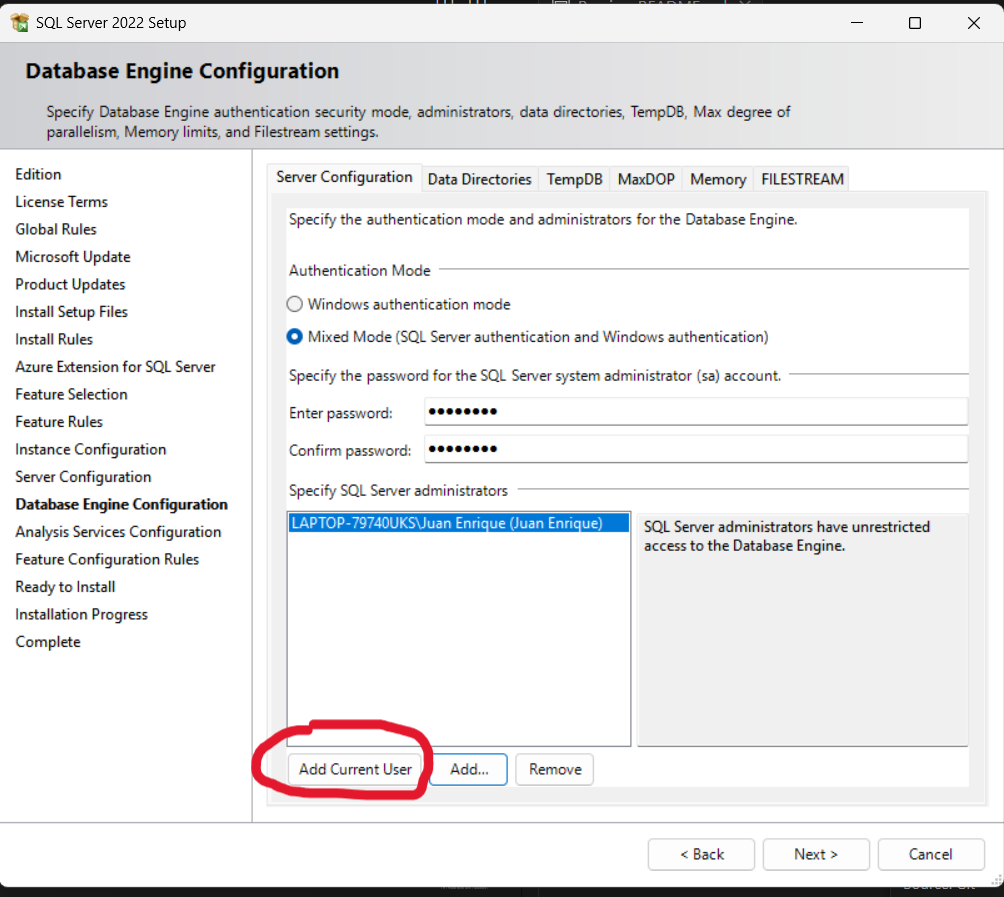 SQL Server 2022 Setup
Database Engine Configuration
Specify Database Engine authentication security mode, administrators, data directories, TempDB, Max degree of
parallelism, Memory limits, and Filestream settings.
Edition
License Terms
Global Rules
Microsoft Update
Product Updates
Install Setup Files
Install Rules
Azure Extension for SQL Server
Feature Selection
Feature Rules
Instance Configuration
Server Configuration
Database Engine Configuration
Analysis Services Configuration
Feature Configuration Rules
Ready to Install
Installation Progress
Complete
Server Configuration Data Directories TempDB MaxDOP Memory FILESTREAM
Specify the authentication mode and administrators for the Database Engine.
Authentication Mode
Windows authentication mode
Mixed Mode (SQL Server authentication and Windows authentication)
Specify the password for the SQL Server system administrator (sa) account.
Enter password: ●●●●●●●●
Confirm password: ●●●●●●●●
Specify SQL Server administrators
LAPTOP-79740UKS\Juan Enrique (Juan Enrique)
SQL Server administrators have unrestricted
access to the Database Engine.
Add Current User Add... Remove
< Back Next > Cancel